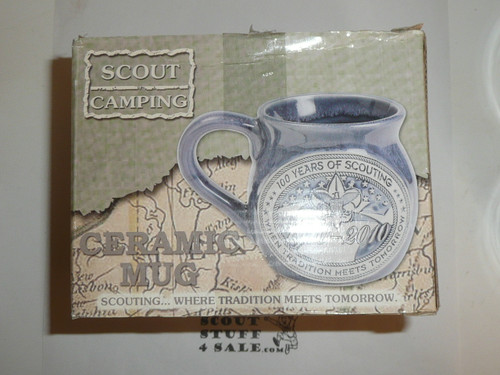 SCOUT
CAMPING
100 YEARS OF SCOUTING
2010
WHEN TRADITION MEETS TOMORROW
CERAMIC
MUG
SCOUTING... WHERE TRADITION MEETS TOMORROW.
SCOUT
STUFF
4 SALE.COM